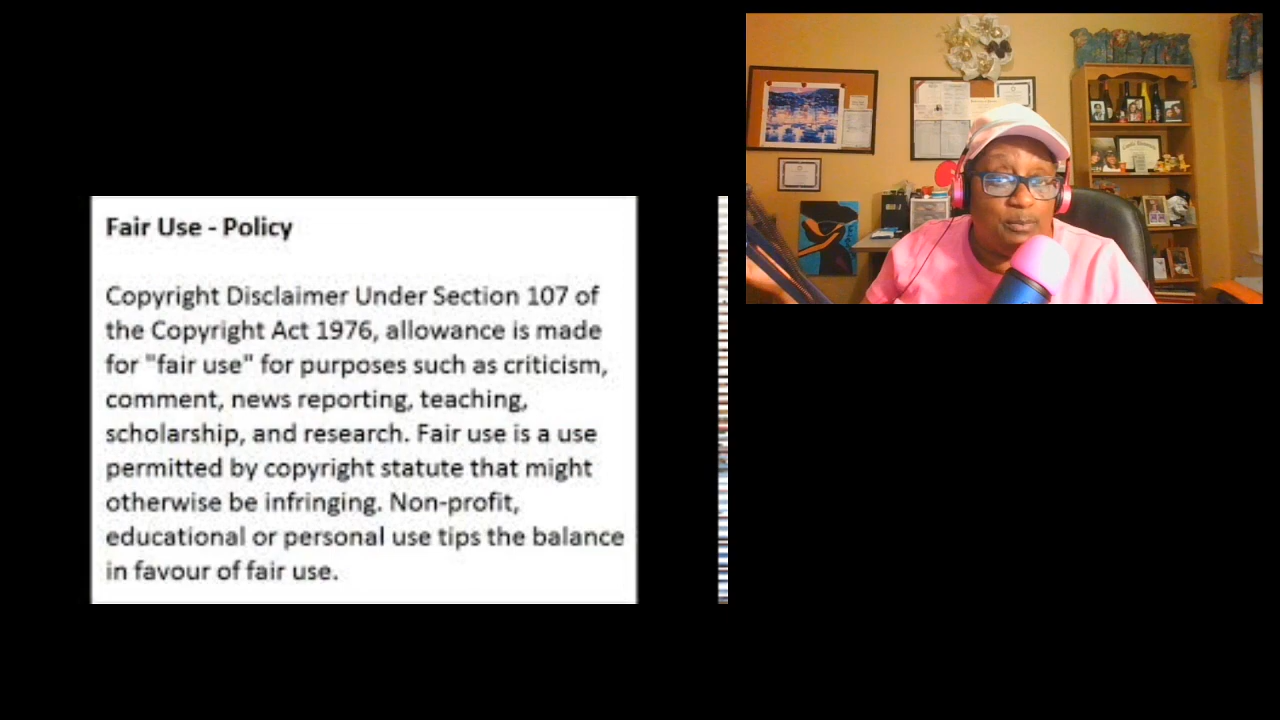 Fair Use - Policy
Copyright Disclaimer Under Section 107 of
the Copyright Act 1976, allowance is made
for "fair use" for purposes such as criticism,
comment, news reporting, teaching,
scholarship, and research. Fair use is a use
permitted by copyright statute that might
otherwise be infringing. Non-profit,
educational or personal use tips the balance
in favour of fair use.